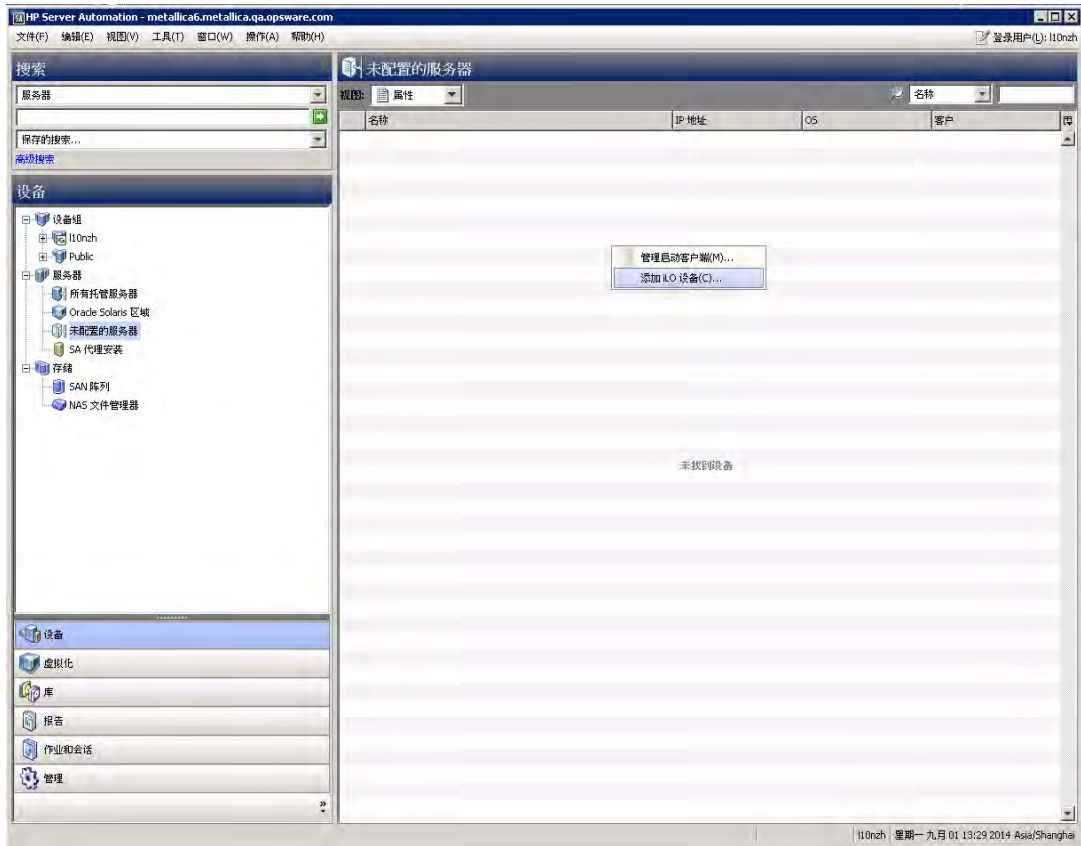 HP Server Automation - metallica6.metallica.qa.opsware.com
文件(F) 编辑(E) 视图(V) 工具(T) 窗口(W) 操作(A) 帮助(H)
登录用户(L): l10nzh
搜索
服务器
保存的搜索...
高级搜索
设备
设备组
l10nzh
Public
服务器
所有托管服务器
Oracle Solaris 区域
未配置的服务器
SA 代理安装
存储
SAN 阵列
NAS 文件管理器
设备
虚拟化
库
报告
作业和会话
管理
未配置的服务器
视图: 属性
名称
名称 IP 地址 OS 客户
管理启动客户端(M)...
添加 iLO 设备(C)...
未找到设备
l10nzh 星期一 九月 01 13:29 2014 Asia/Shanghai